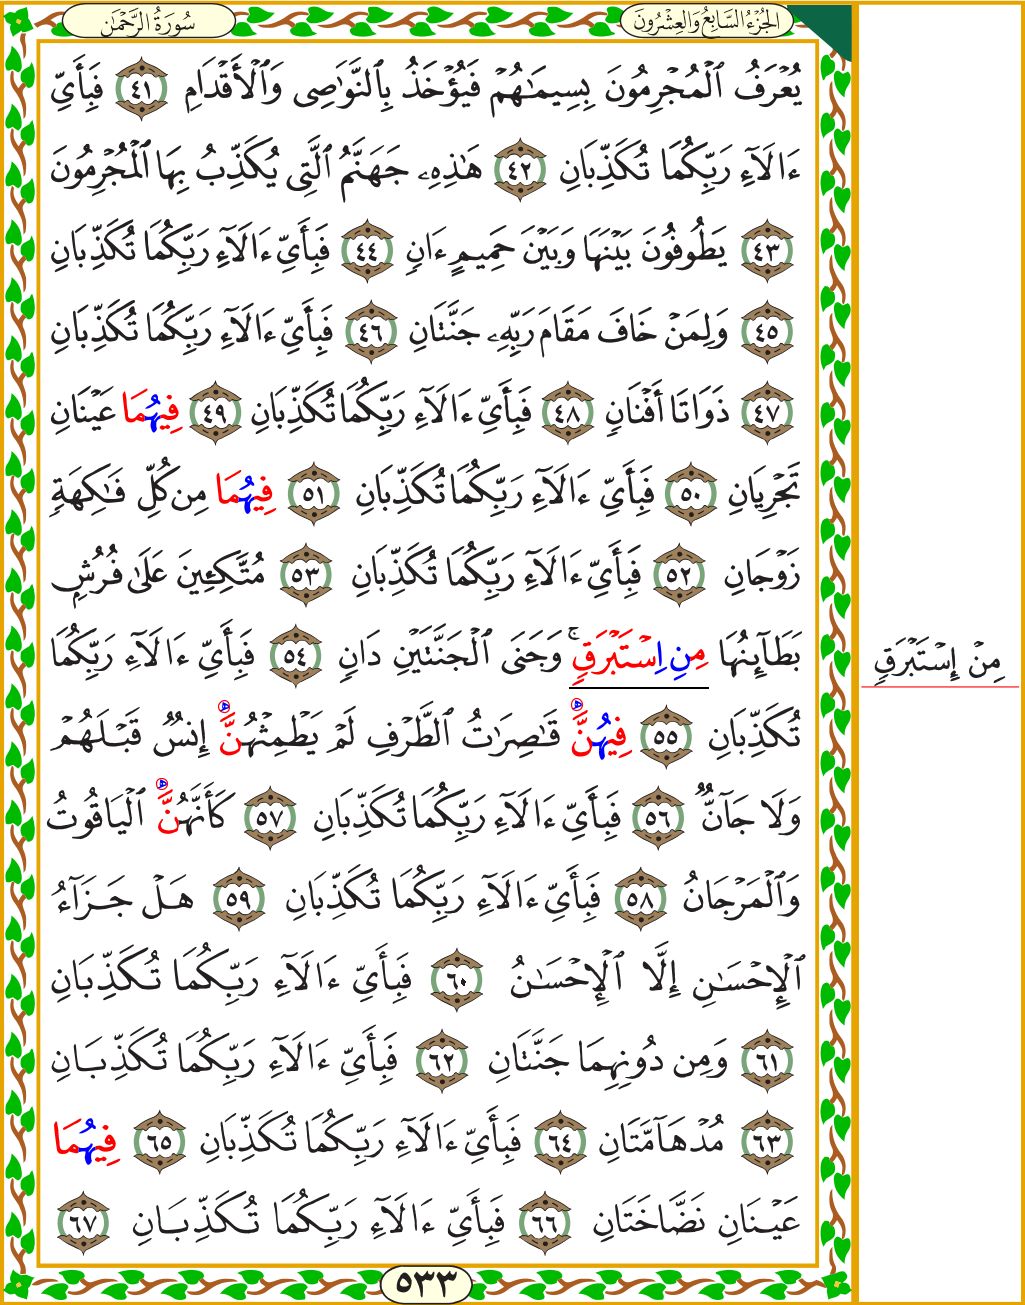 الجُزْءُ السَّابِعُ وَالعِشْرُونَ
سُورَةُ الرَّحْمَٰن
يُعْرَفُ ٱلْمُجْرِمُونَ بِسِيمَٰهُمْ فَيُؤْخَذُ بِٱلنَّوَٰصِى وَٱلْأَقْدَامِ ٤١ فَبِأَىِّ
ءَالَآءِ رَبِّكُمَا تُكَذِّبَانِ ٤٢ هَٰذِهِۦ جَهَنَّمُ ٱلَّتِى يُكَذِّبُ بِهَا ٱلْمُجْرِمُونَ
٤٣ يَطُوفُونَ بَيْنَهَا وَبَيْنَ حَمِيمٍ ءَانٍ ٤٤ فَبِأَىِّ ءَالَآءِ رَبِّكُمَا تُكَذِّبَانِ
٤٥ وَلِمَنْ خَافَ مَقَامَ رَبِّهِۦ جَنَّتَانِ ٤٦ فَبِأَىِّ ءَالَآءِ رَبِّكُمَا تُكَذِّبَانِ
٤٧ ذَوَاتَا أَفْنَانٍ ٤٨ فَبِأَىِّ ءَالَآءِ رَبِّكُمَا تُكَذِّبَانِ ٤٩ فِيهُمَا عَيْنَانِ
تَجْرِيَانِ ٥٠ فَبِأَىِّ ءَالَآءِ رَبِّكُمَا تُكَذِّبَانِ ٥١ فِيهُمَا مِن كُلِّ فَٰكِهَةٍ
زَوْجَانِ ٥٢ فَبِأَىِّ ءَالَآءِ رَبِّكُمَا تُكَذِّبَانِ ٥٣ مُتَّكِـِٔينَ عَلَىٰ فُرُشٍ
بَطَآئِنُهَا مِنِ اِسْتَبْرَقٍ ۚ وَجَنَى ٱلْجَنَّتَيْنِ دَانٍ ٥٤ فَبِأَىِّ ءَالَآءِ رَبِّكُمَا
مِنْ إِسْتَبْرَقٍ
تُكَذِّبَانِ ٥٥ فِيهُنَّ قَٰصِرَٰتُ ٱلطَّرْفِ لَمْ يَطْمِثْهُنَّ إِنسٌ قَبْلَهُمْ
وَلَا جَآنٌّ ٥٦ فَبِأَىِّ ءَالَآءِ رَبِّكُمَا تُكَذِّبَانِ ٥٧ كَأَنَّهُنَّ ٱلْيَاقُوتُ
وَٱلْمَرْجَانُ ٥٨ فَبِأَىِّ ءَالَآءِ رَبِّكُمَا تُكَذِّبَانِ ٥٩ هَلْ جَزَآءُ
ٱلْإِحْسَٰنِ إِلَّا ٱلْإِحْسَٰنُ ٦٠ فَبِأَىِّ ءَالَآءِ رَبِّكُمَا تُكَذِّبَانِ
٦١ وَمِن دُونِهِمَا جَنَّتَانِ ٦٢ فَبِأَىِّ ءَالَآءِ رَبِّكُمَا تُكَذِّبَانِ
٦٣ مُدْهَآمَّتَانِ ٦٤ فَبِأَىِّ ءَالَآءِ رَبِّكُمَا تُكَذِّبَانِ ٦٥ فِيهُمَا
عَيْنَانِ نَضَّاخَتَانِ ٦٦ فَبِأَىِّ ءَالَآءِ رَبِّكُمَا تُكَذِّبَانِ ٦٧
٥٣٣